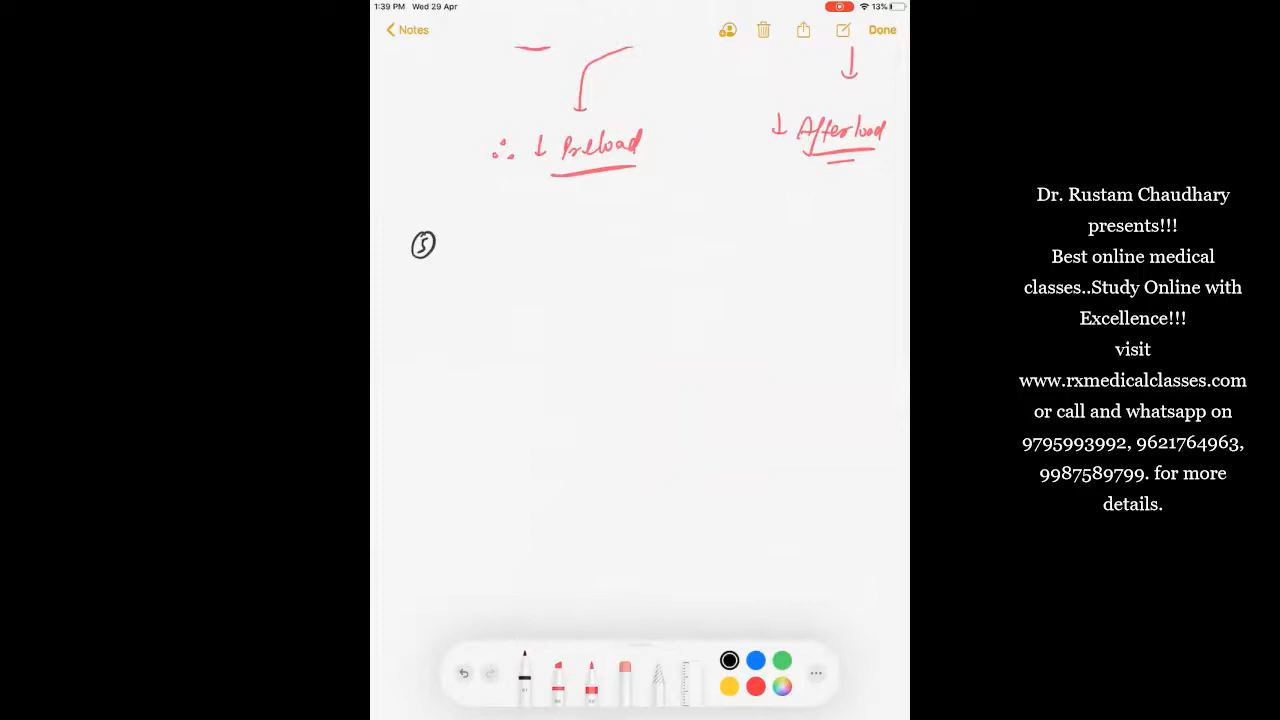 1:39 PM Wed 29 Apr
13%
Notes
Done
∴ ↓ Preload
↓ Afterload
⑤
Dr. Rustam Chaudhary
presents!!!
Best online medical
classes..Study Online with
Excellence!!!
visit
www.rxmedicalclasses.com
or call and whatsapp on
9795993992, 9621764963,
9987589799. for more
details.